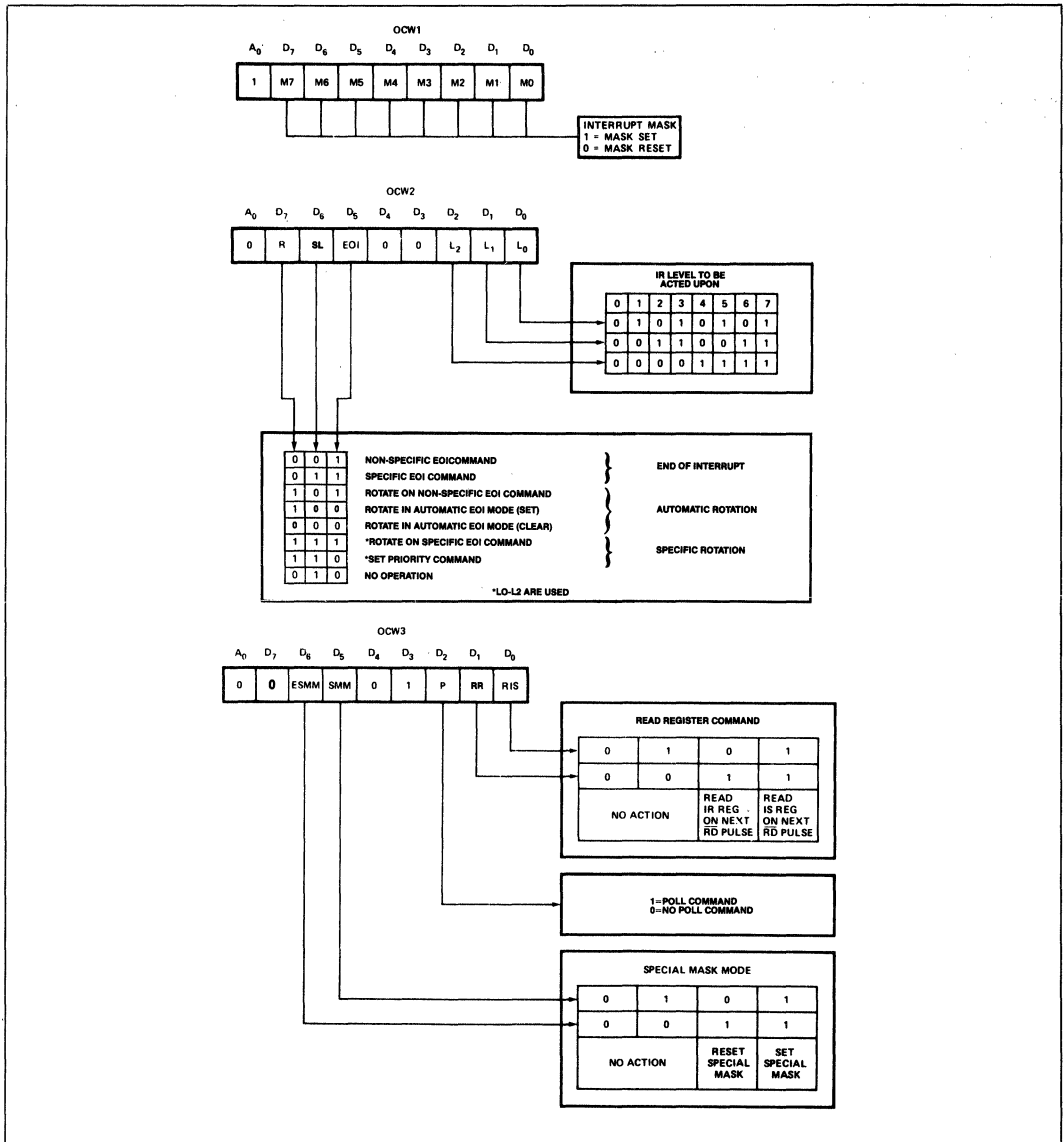 OCW1
A0 D7 D6 D5 D4 D3 D2 D1 D0
1 M7 M6 M5 M4 M3 M2 M1 M0
INTERRUPT MASK
1 = MASK SET
0 = MASK RESET
OCW2
A0 D7 D6 D5 D4 D3 D2 D1 D0
0 R SL EOI 0 0 L2 L1 L0
IR LEVEL TO BE
ACTED UPON
0 1 2 3 4 5 6 7
0 1 0 1 0 1 0 1
0 0 1 1 0 0 1 1
0 0 0 0 1 1 1 1
0 0 1 NON-SPECIFIC EOICOMMAND
0 1 1 SPECIFIC EOI COMMAND
END OF INTERRUPT
1 0 1 ROTATE ON NON-SPECIFIC EOI COMMAND
1 0 0 ROTATE IN AUTOMATIC EOI MODE (SET)
0 0 0 ROTATE IN AUTOMATIC EOI MODE (CLEAR)
AUTOMATIC ROTATION
1 1 1 *ROTATE ON SPECIFIC EOI COMMAND
1 1 0 *SET PRIORITY COMMAND
SPECIFIC ROTATION
0 1 0 NO OPERATION
*LO-L2 ARE USED
OCW3
A0 D7 D6 D5 D4 D3 D2 D1 D0
0 0 ESMM SMM 0 1 P RR RIS
READ REGISTER COMMAND
0 1 0 1
0 0 1 1
NO ACTION
READ
IR REG
ON NEXT
RD PULSE
READ
IS REG
ON NEXT
RD PULSE
1=POLL COMMAND
0=NO POLL COMMAND
SPECIAL MASK MODE
0 1 0 1
0 0 1 1
NO ACTION
RESET
SPECIAL
MASK
SET
SPECIAL
MASK